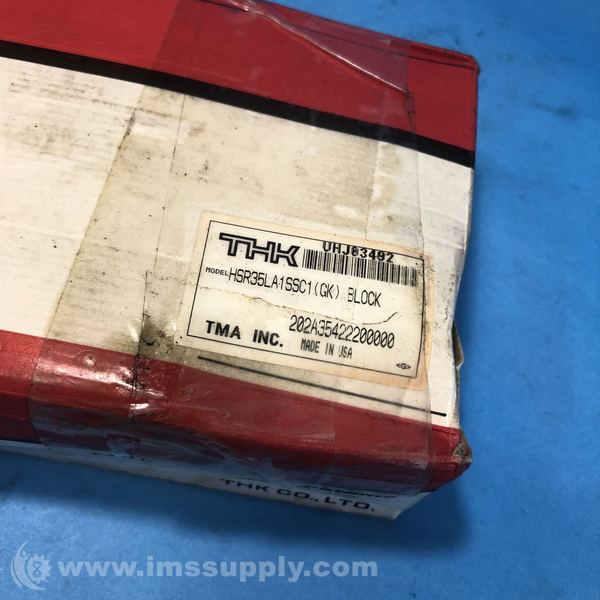 THK
UHJ03492
MODEL HSR35LA1SSC1(GK) BLOCK
202A35422200000
TMA INC. MADE IN USA
<G>
THK CO., LTD.
www.imssupply.com